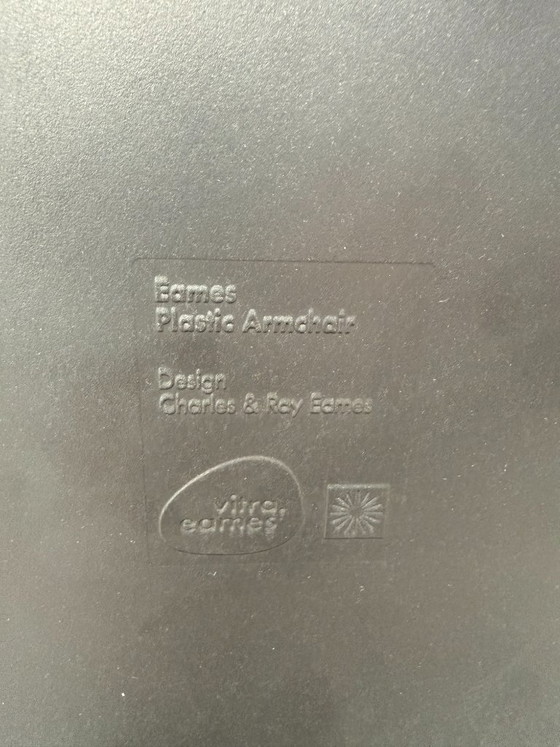 Eames
Plastic Armchair
Design
Charles & Ray Eames
vitra.
eames